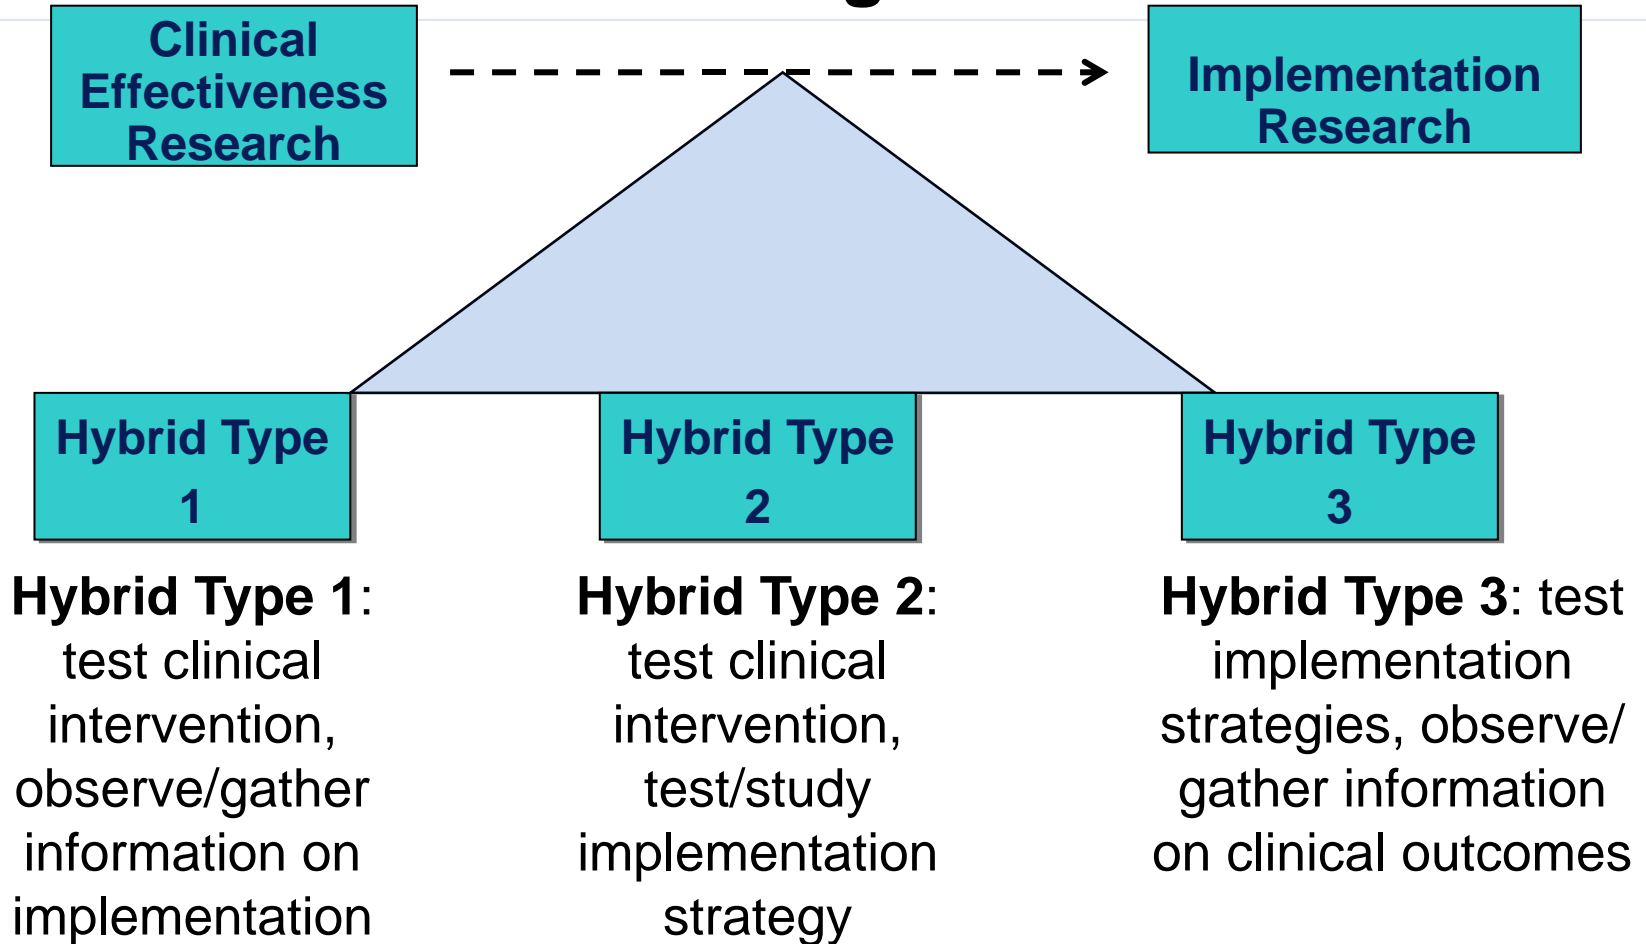 Clinical
Effectiveness
Research
Implementation
Research
Hybrid Type
1
Hybrid Type
2
Hybrid Type
3
Hybrid Type 1:
test clinical
intervention,
observe/gather
information on
implementation
Hybrid Type 2:
test clinical
intervention,
test/study
implementation
strategy
Hybrid Type 3: test
implementation
strategies, observe/
gather information
on clinical outcomes